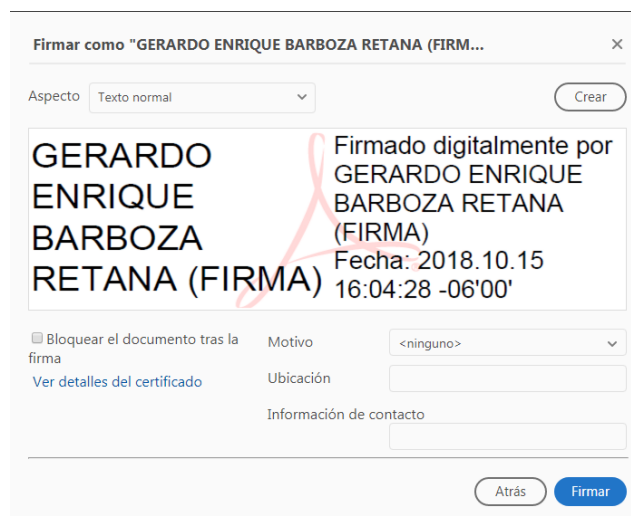 Firmar como "GERARDO ENRIQUE BARBOZA RETANA (FIRM...
Aspecto Texto normal
Crear
GERARDO
ENRIQUE
BARBOZA
RETANA (FIRMA)
Firmado digitalmente por
GERARDO ENRIQUE
BARBOZA RETANA
(FIRMA)
Fecha: 2018.10.15
16:04:28 -06'00'
Bloquear el documento tras la
firma
Ver detalles del certificado
Motivo <ninguno>
Ubicación
Información de contacto
Atrás
Firmar